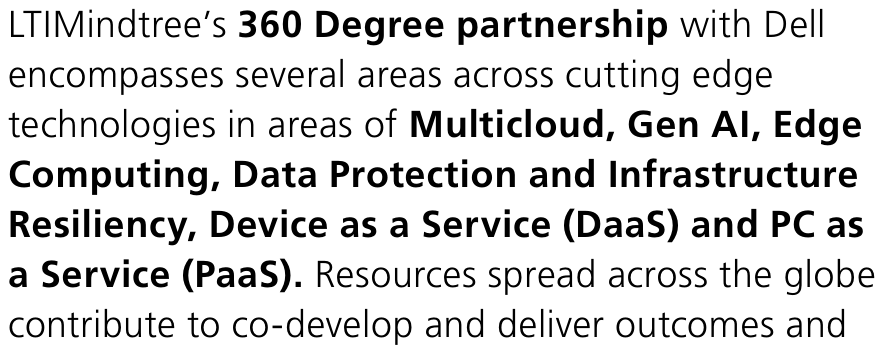 LTIMindtree’s 360 Degree partnership with Dell
encompasses several areas across cutting edge
technologies in areas of Multicloud, Gen AI, Edge
Computing, Data Protection and Infrastructure
Resiliency, Device as a Service (DaaS) and PC as
a Service (PaaS). Resources spread across the globe
contribute to co-develop and deliver outcomes and